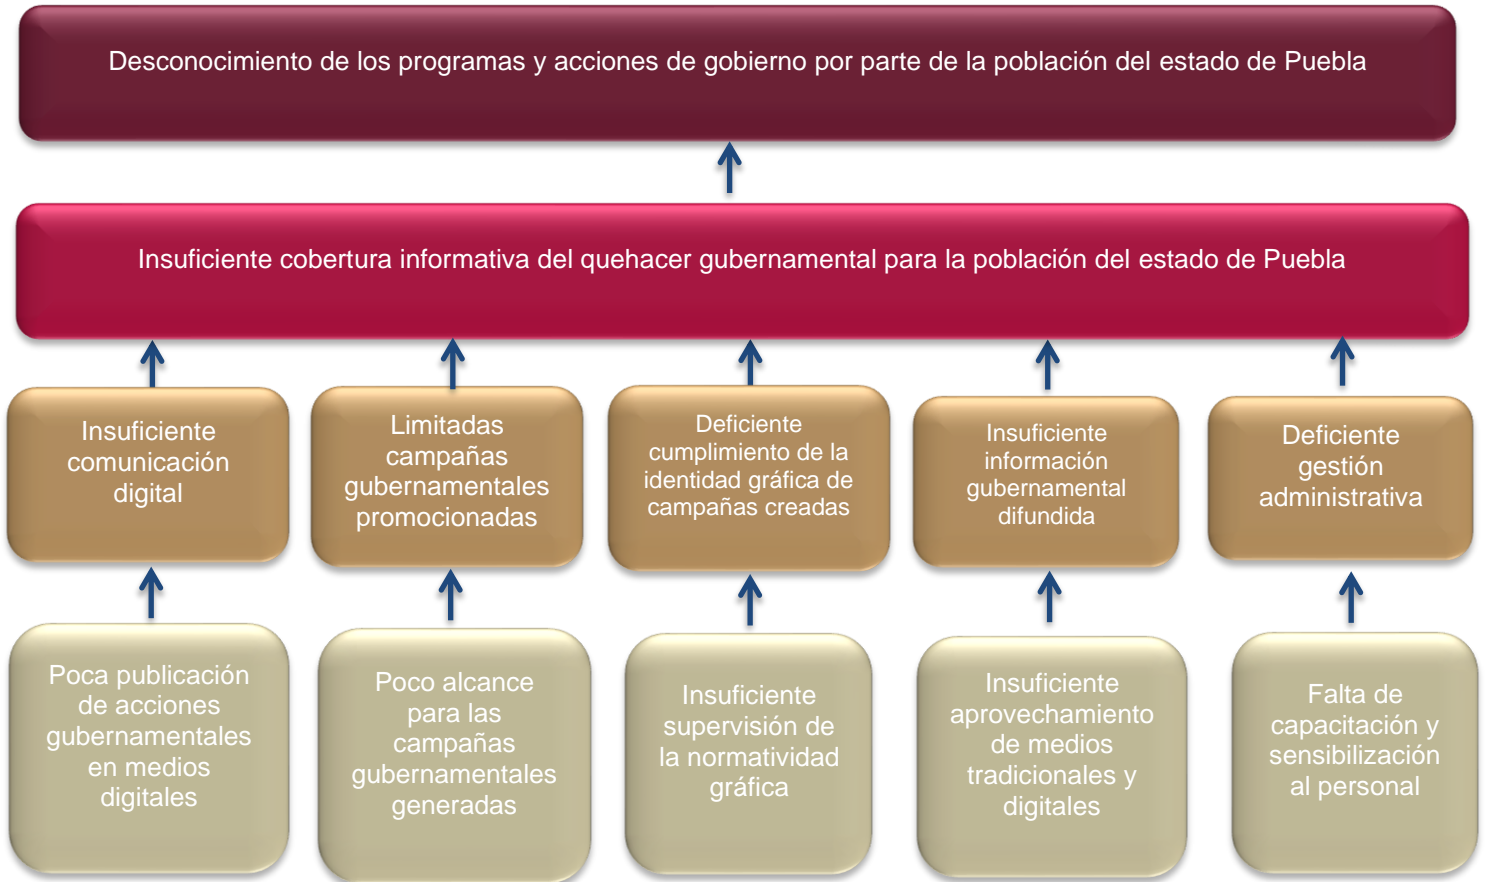 Desconocimiento de los programas y acciones de gobierno por parte de la población del estado de Puebla
Insuficiente cobertura informativa del quehacer gubernamental para la población del estado de Puebla
Insuficiente
comunicación
digital
Limitadas
campañas
gubernamentales
promocionadas
Deficiente
cumplimiento de la
identidad gráfica de
campañas creadas
Insuficiente
información
gubernamental
difundida
Deficiente
gestión
administrativa
Poca publicación
de acciones
gubernamentales
en medios
digitales
Poco alcance
para las
campañas
gubernamentales
generadas
Insuficiente
supervisión de
la normatividad
gráfica
Insuficiente
aprovechamiento
de medios
tradicionales y
digitales
Falta de
capacitación y
sensibilización
al personal